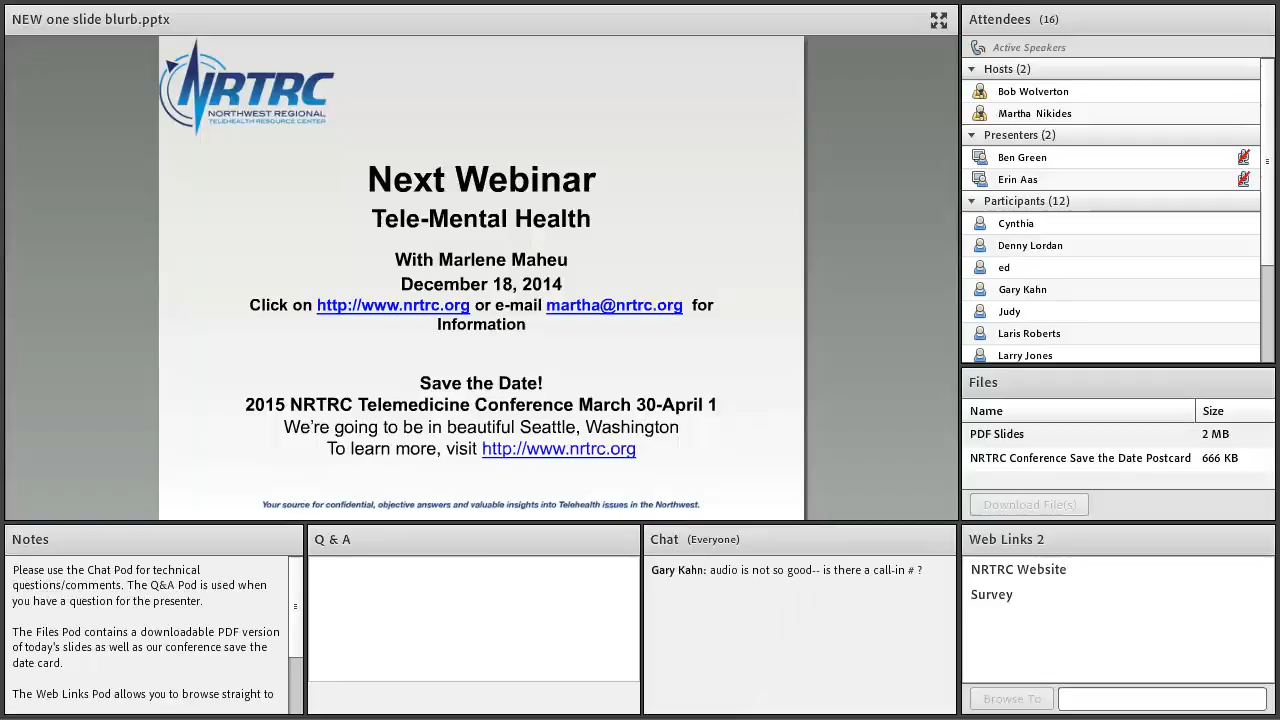 NEW one slide blurb.pptx
NRTRC
NORTHWEST REGIONAL
TELEHEALTH RESOURCE CENTER
Next Webinar
Tele-Mental Health
With Marlene Maheu
December 18, 2014
Click on http://www.nrtrc.org or e-mail martha@nrtrc.org for
Information
Save the Date!
2015 NRTRC Telemedicine Conference March 30-April 1
We're going to be in beautiful Seattle, Washington
To learn more, visit http://www.nrtrc.org
Your source for confidential, objective answers and valuable insights into Telehealth issues in the Northwest.
Attendees (16)
Active Speakers
Hosts (2)
Bob Wolverton
Martha Nikides
Presenters (2)
Ben Green
Erin Aas
Participants (12)
Cynthia
Denny Lordan
ed
Gary Kahn
Judy
Laris Roberts
Larry Jones
Files
Name Size
PDF Slides 2 MB
NRTRC Conference Save the Date Postcard 666 KB
Download File(s)
Notes
Please use the Chat Pod for technical
questions/comments. The Q&A Pod is used when
you have a question for the presenter.
The Files Pod contains a downloadable PDF version
of today's slides as well as our conference save the
date card.
The Web Links Pod allows you to browse straight to
Q & A
Chat (Everyone)
Gary Kahn: audio is not so good-- is there a call-in # ?
Web Links 2
NRTRC Website
Survey
Browse To